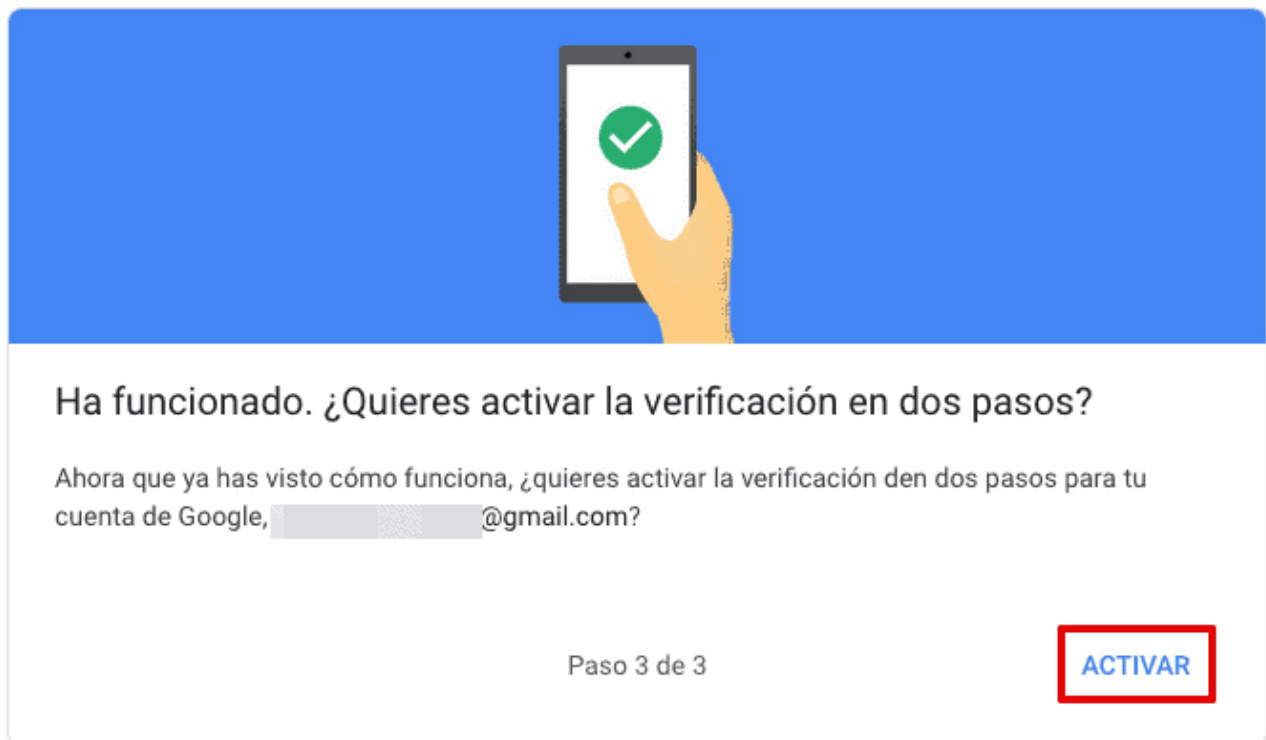 Ha funcionado. ¿Quieres activar la verificación en dos pasos?
Ahora que ya has visto cómo funciona, ¿quieres activar la verificación den dos pasos para tu
cuenta de Google, @gmail.com?
Paso 3 de 3
ACTIVAR